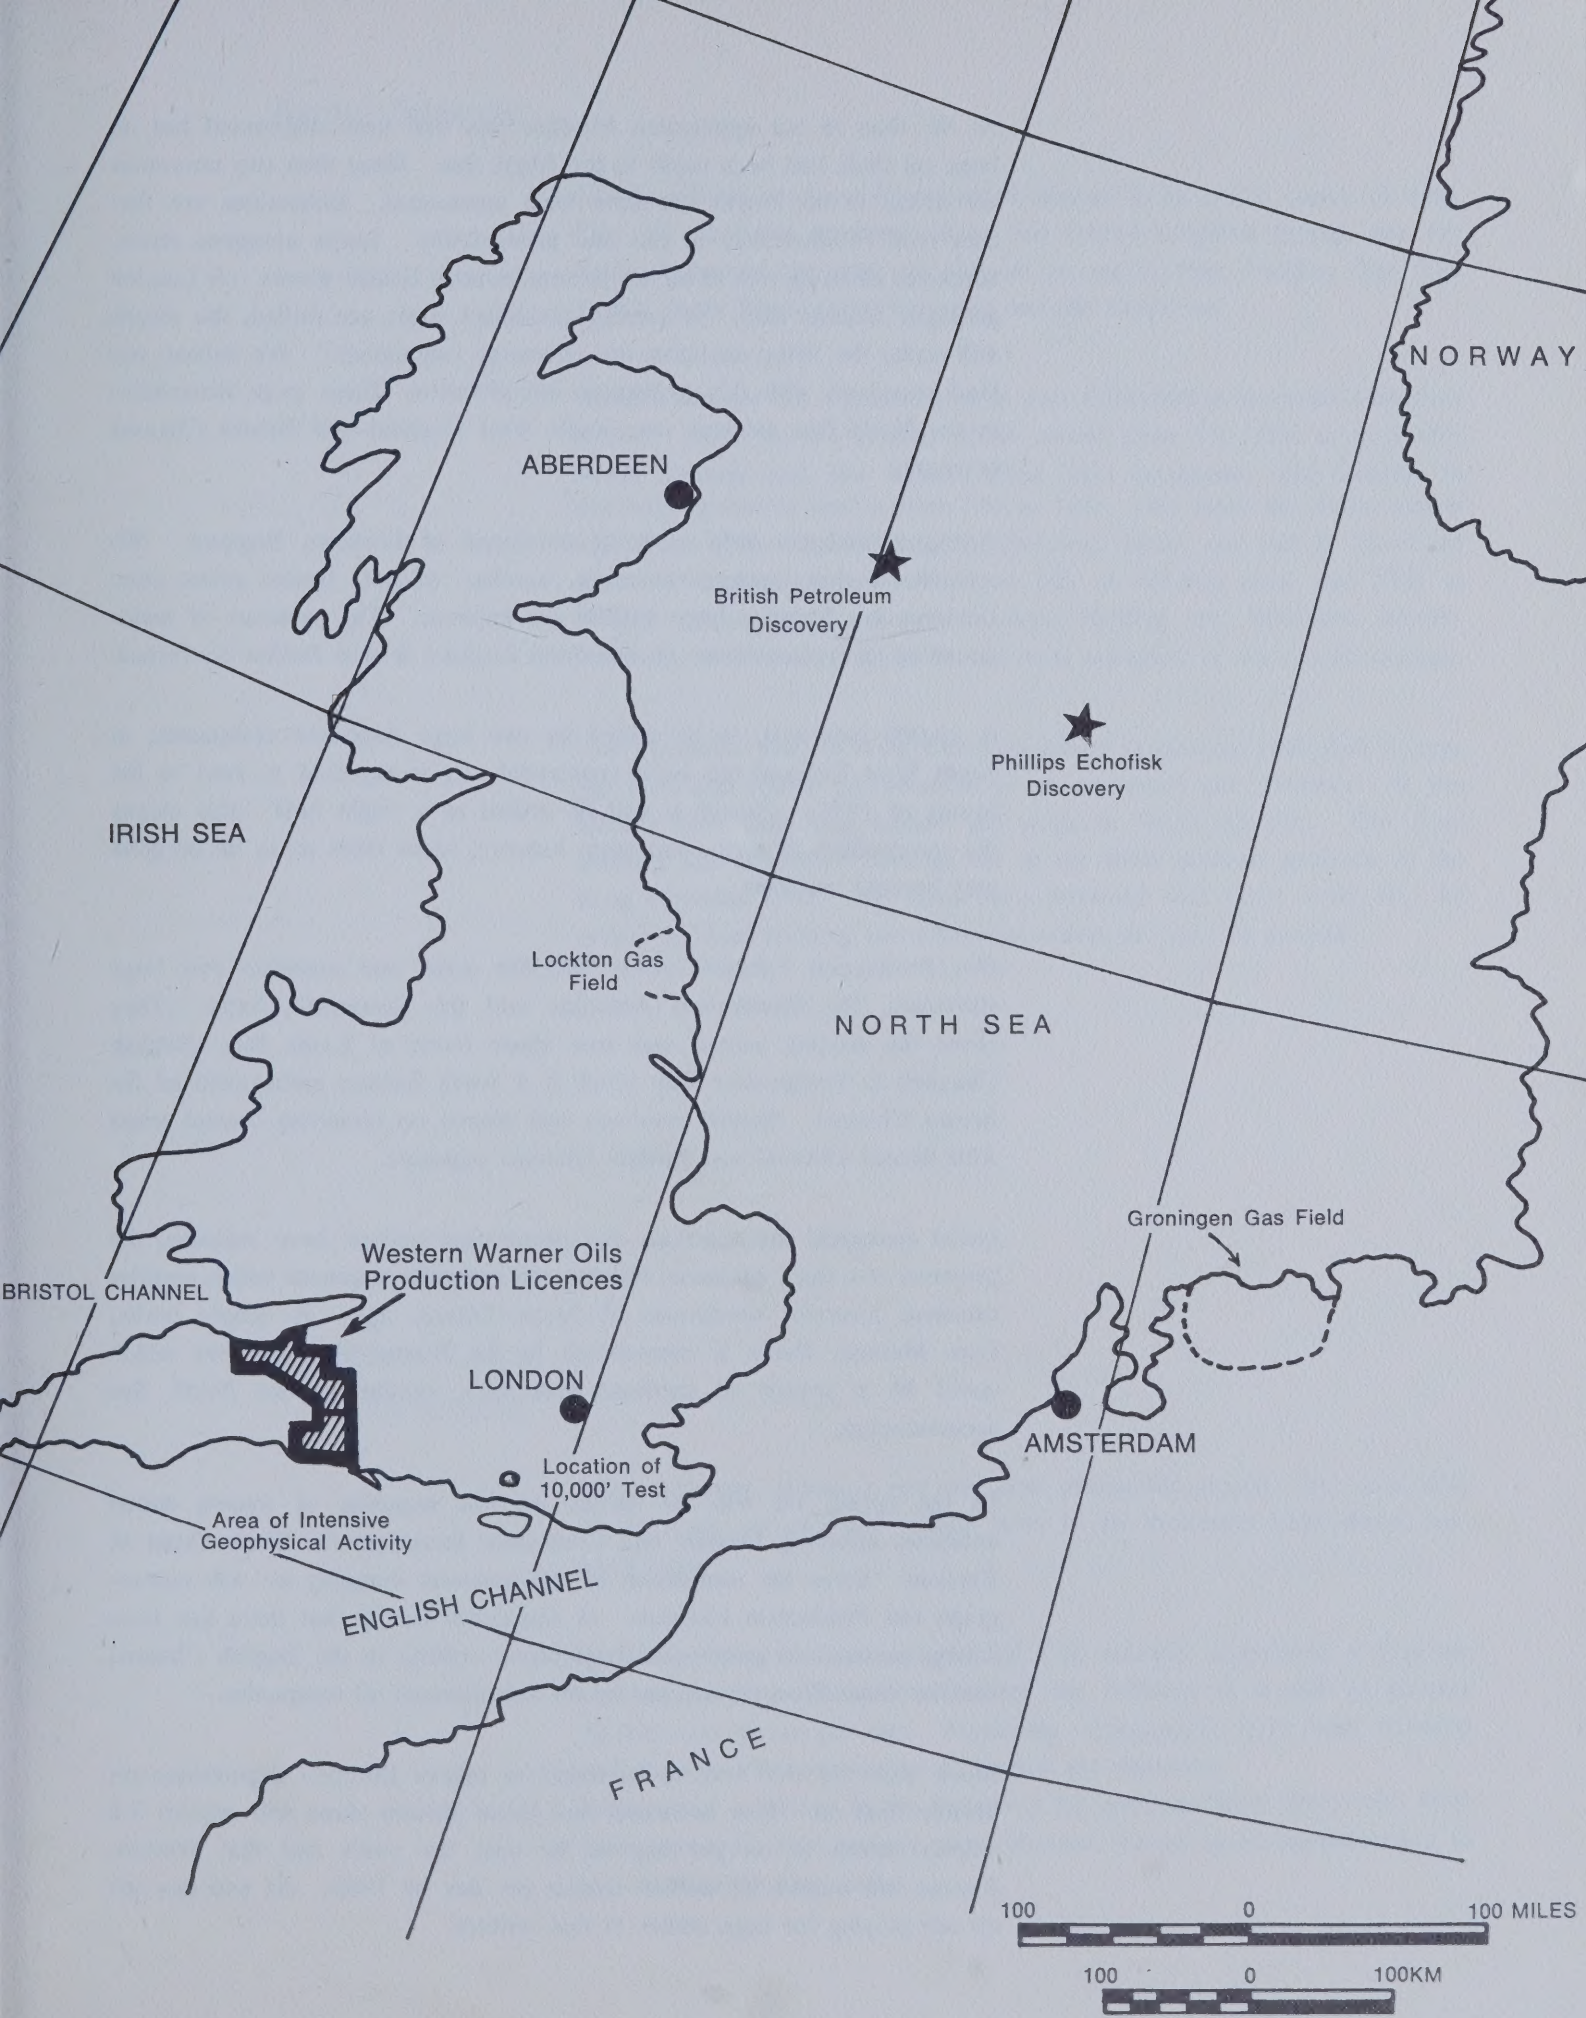 NORWAY
ABERDEEN
British Petroleum
Discovery
Phillips Echofisk
Discovery
IRISH SEA
Lockton Gas
Field
NORTH SEA
Groningen Gas Field
Western Warner Oils
Production Licences
BRISTOL CHANNEL
LONDON
AMSTERDAM
Location of
10,000' Test
Area of Intensive
Geophysical Activity
ENGLISH CHANNEL
FRANCE
100 0 100 MILES
100 0 100KM